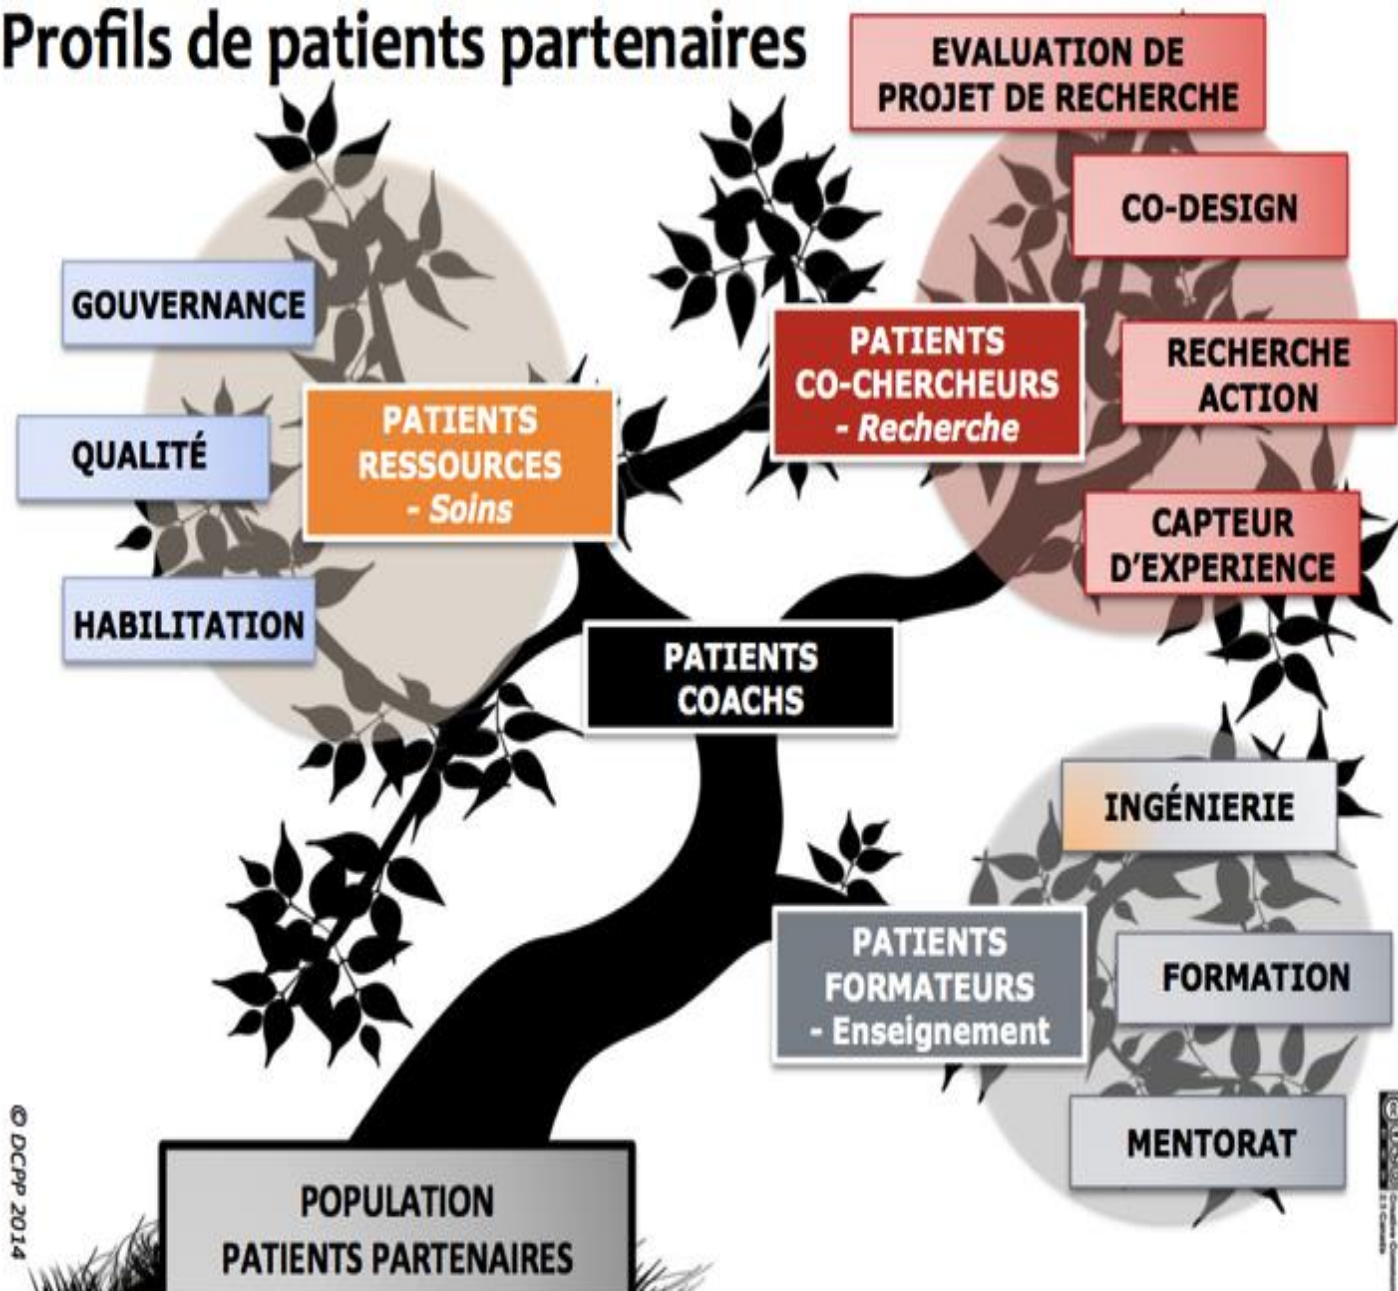 Profils de patients partenaires
EVALUATION DE
PROJET DE RECHERCHE
CO-DESIGN
GOUVERNANCE
PATIENTS
CO-CHERCHEURS
- Recherche
RECHERCHE
ACTION
PATIENTS
RESSOURCES
- Soins
QUALITÉ
CAPTEUR
D'EXPERIENCE
HABILITATION
PATIENTS
COACHS
INGÉNIERIE
PATIENTS
FORMATEURS
- Enseignement
FORMATION
MENTORAT
POPULATION
PATIENTS PARTENAIRES
© DCPP 2014